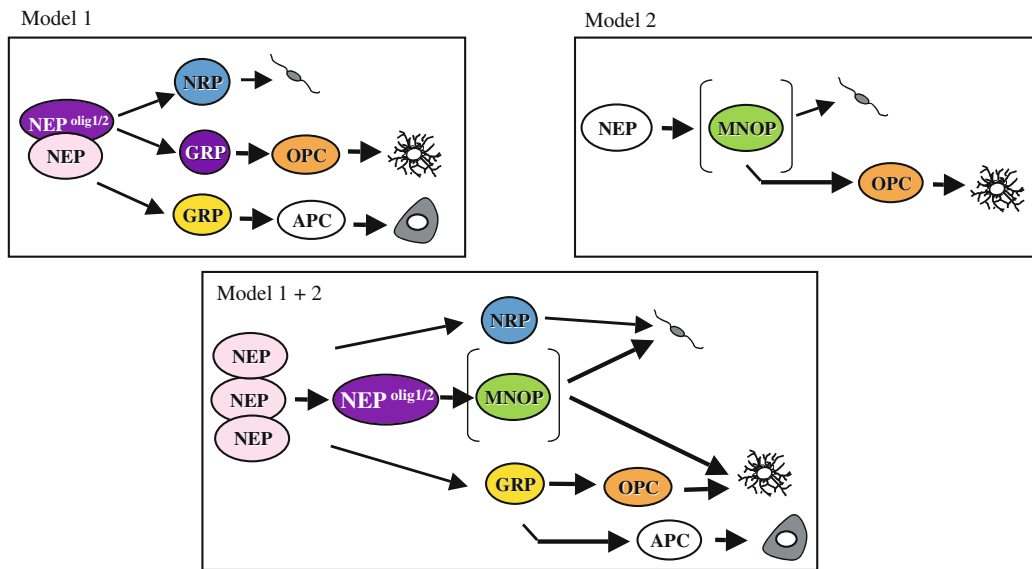 Model 1
NRP
NEP olig1/2
NEP
GRP
OPC
GRP
APC
Model 2
NEP
MNOP
OPC
Model 1 + 2
NRP
NEP
NEP
NEP olig1/2
MNOP
NEP
GRP
OPC
APC